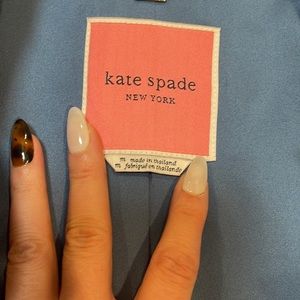 kate spade
NEW YORK
m made in thailand
m fabriqué en thaïlande